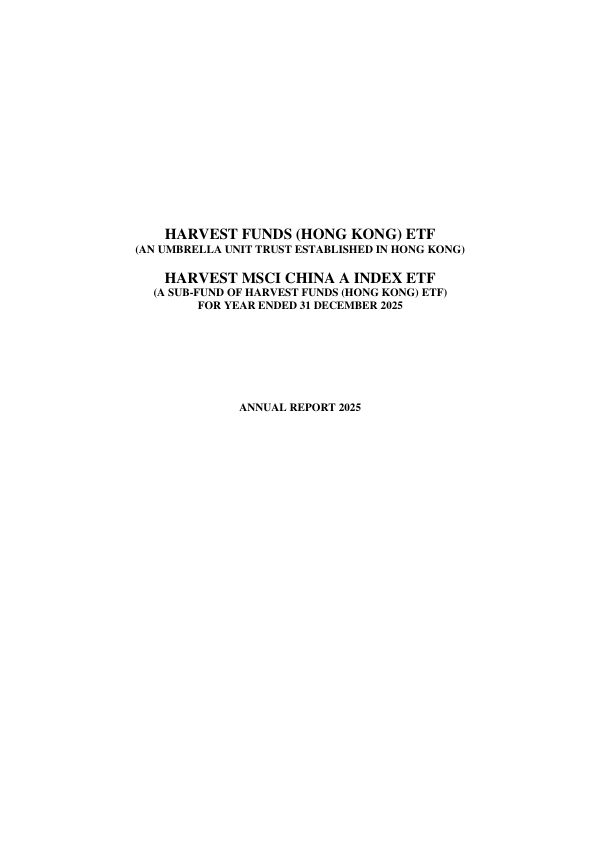 HARVEST FUNDS (HONG KONG) ETF
(AN UMBRELLA UNIT TRUST ESTABLISHED IN HONG KONG)
HARVEST MSCI CHINA A INDEX ETF
(A SUB-FUND OF HARVEST FUNDS (HONG KONG) ETF)
FOR YEAR ENDED 31 DECEMBER 2025
ANNUAL REPORT 2025